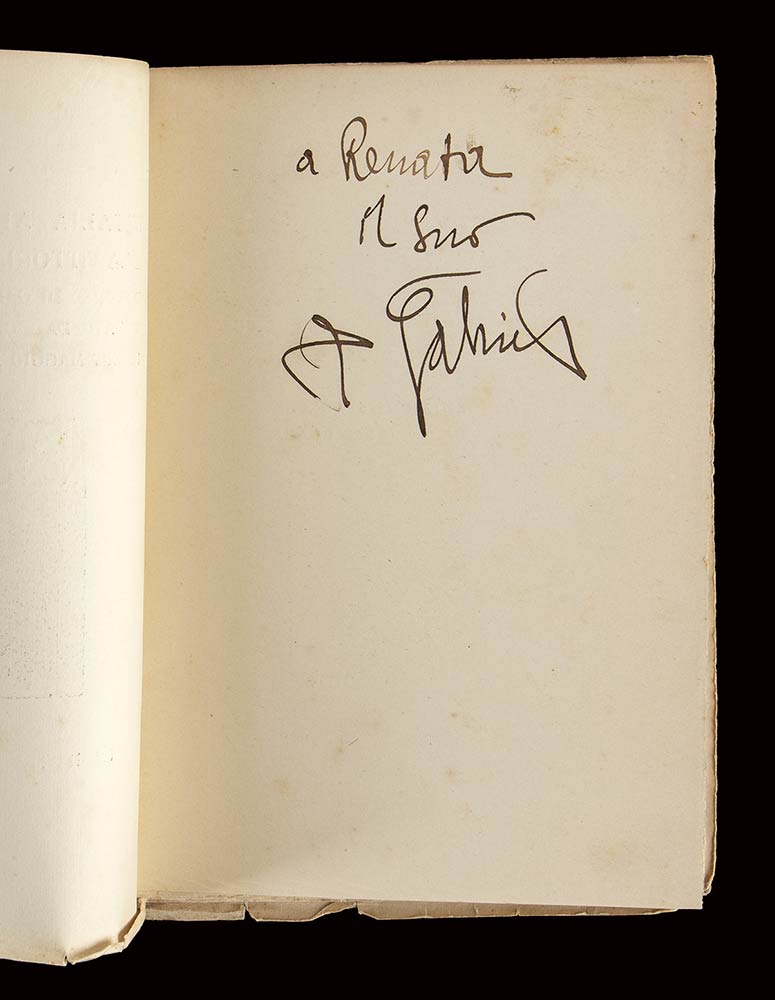 a Renata
il suo
Gabriel